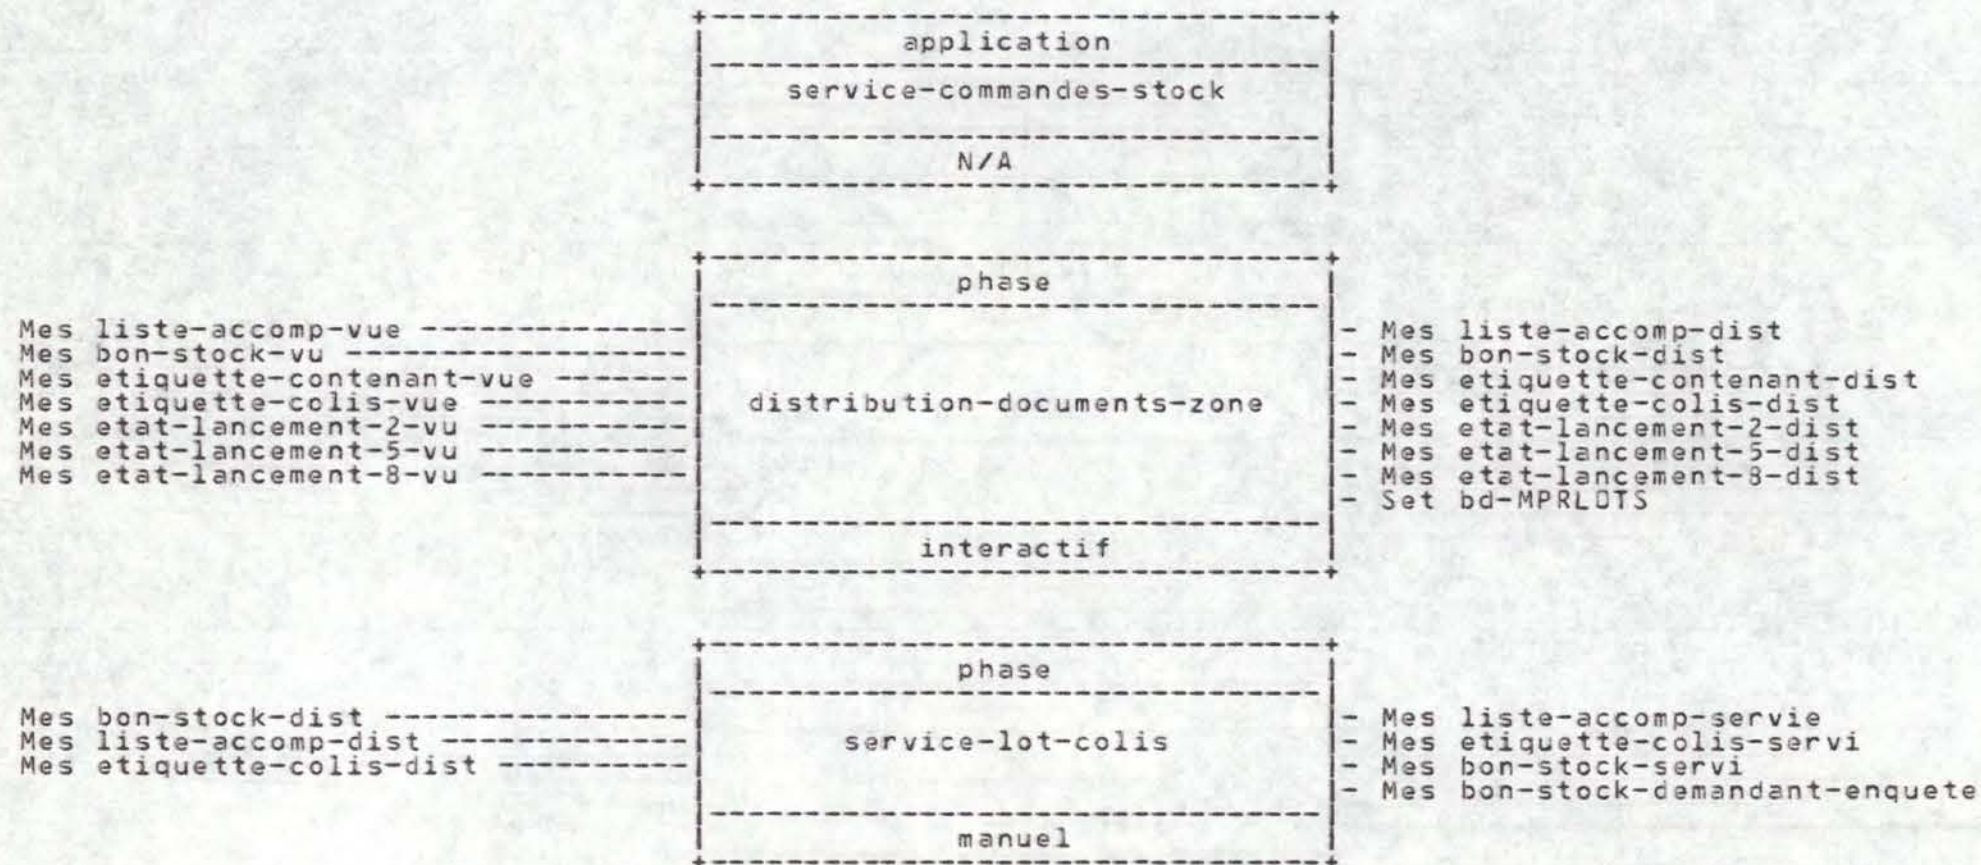 application
service-commandes-stock
N/A
phase
Mes liste-accomp-vue - Mes liste-accomp-dist
Mes bon-stock-vu - Mes bon-stock-dist
Mes etiquette-contenant-vue - Mes etiquette-contenant-dist
Mes etiquette-colis-vue distribution-documents-zone - Mes etiquette-colis-dist
Mes etat-lancement-2-vu - Mes etat-lancement-2-dist
Mes etat-lancement-5-vu - Mes etat-lancement-5-dist
Mes etat-lancement-8-vu - Mes etat-lancement-8-dist
- Set bd-MPRLOTS
interactif
phase
Mes bon-stock-dist - Mes liste-accomp-servie
Mes liste-accomp-dist service-lot-colis - Mes etiquette-colis-servi
Mes etiquette-colis-dist - Mes bon-stock-servi
- Mes bon-stock-demandant-enquete
manuel